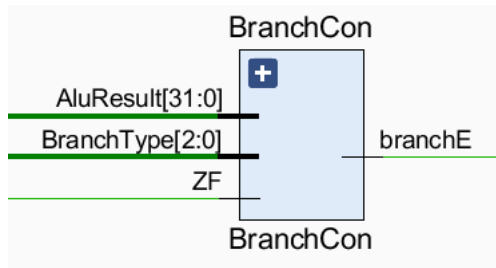 BranchCon
AluResult[31:0]
BranchType[2:0]
branchE
ZF
BranchCon